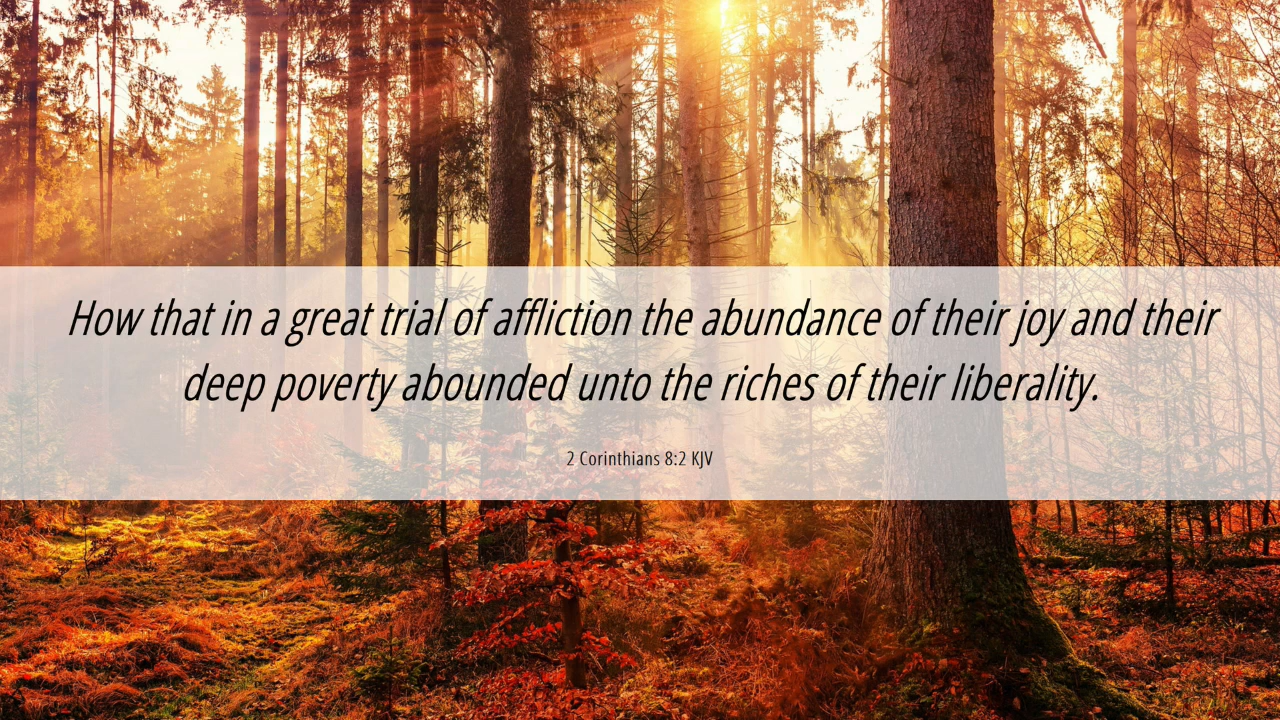 How that in a great trial of affliction the abundance of their joy and their
deep poverty abounded unto the riches of their liberality.
2 Corinthians 8:2 KJV